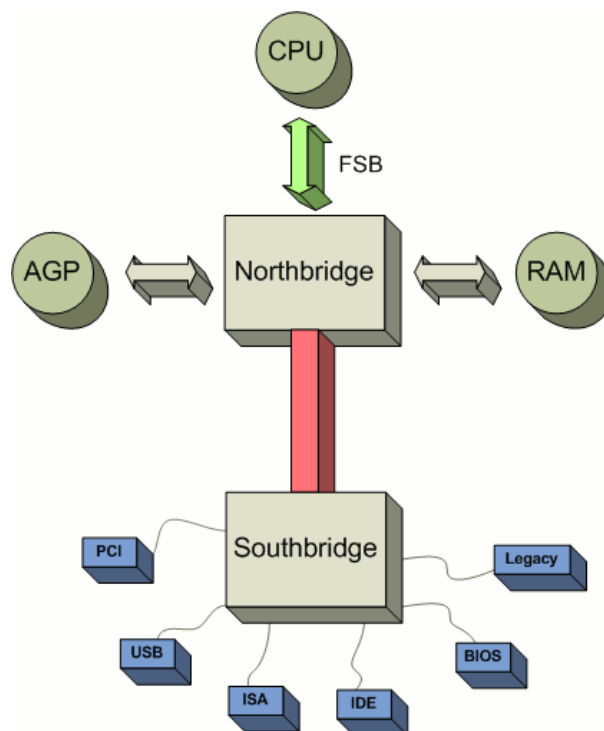 CPU
FSB
AGP
Northbridge
RAM
Southbridge
PCI
Legacy
USB
BIOS
ISA
IDE